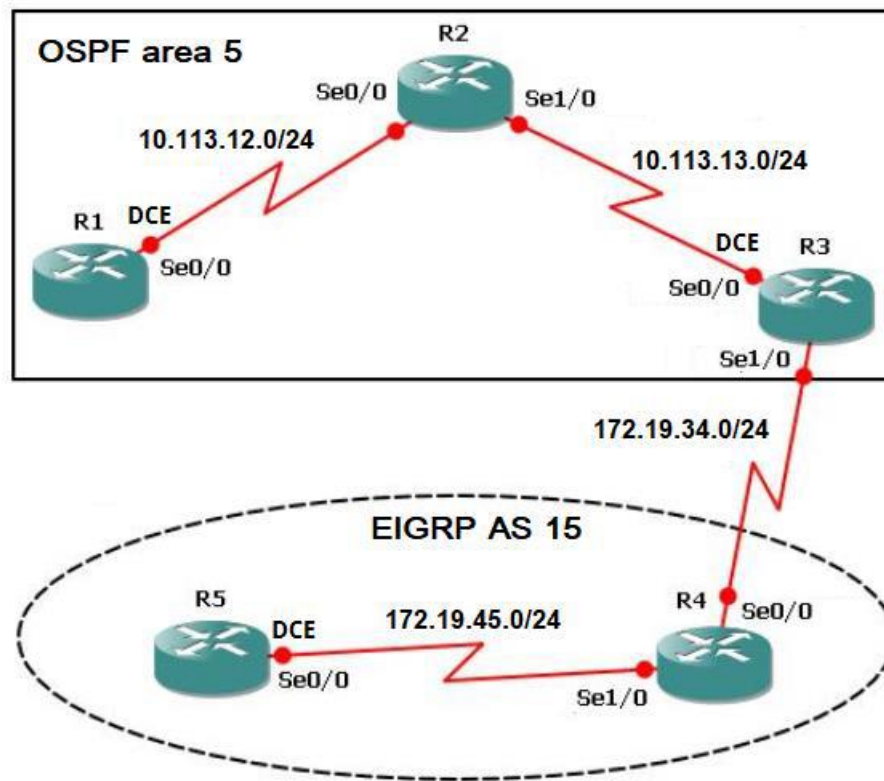 OSPF area 5
R2
Se0/0
Se1/0
10.113.12.0/24
10.113.13.0/24
R1
DCE
Se0/0
DCE
R3
Se0/0
Se1/0
172.19.34.0/24
EIGRP AS 15
R5
DCE
172.19.45.0/24
R4
Se0/0
Se0/0
Se1/0